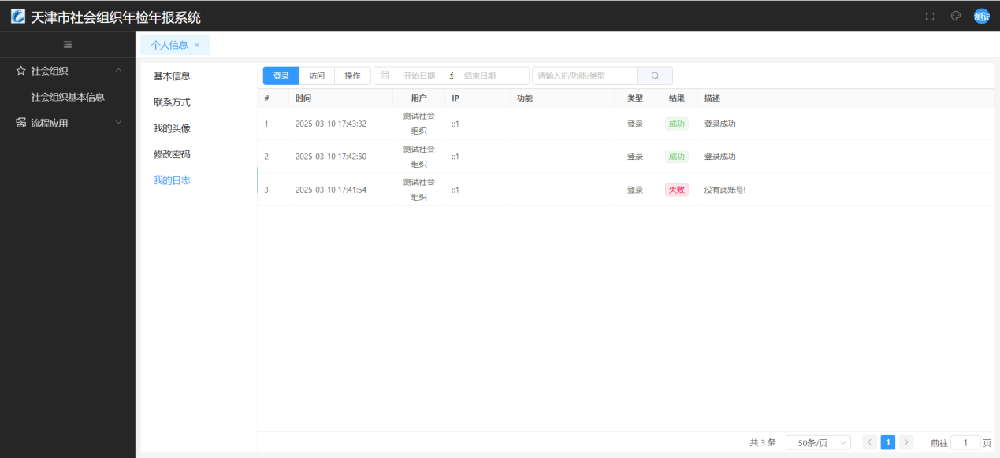 天津市社会组织年检年报系统
测试
个人信息 ×
社会组织
社会组织基本信息
流程应用
基本信息
联系方式
我的头像
修改密码
我的日志
登录 访问 操作 开始日期 至 结束日期 请输入IP/功能/类型
# 时间 用户 IP 功能 类型 结果 描述
1 2025-03-10 17:43:32 测试社会组织 ::1 登录 成功 登录成功
2 2025-03-10 17:42:50 测试社会组织 ::1 登录 成功 登录成功
3 2025-03-10 17:41:54 测试社会组织 ::1 登录 失败 没有此账号!
共 3 条 50条/页 1 前往 1 页